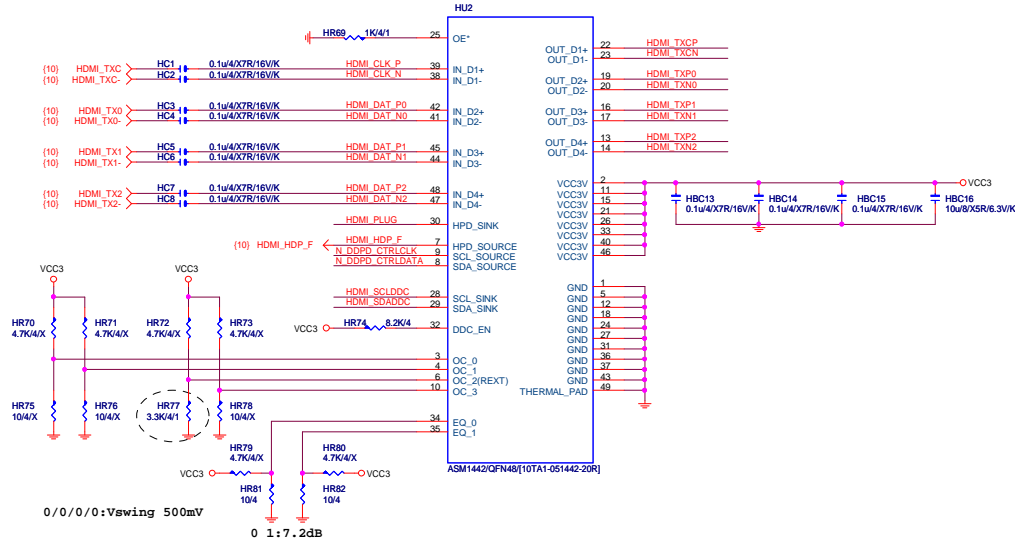 HU2
HR69 1K/4/1 25 OE*
OUT_D1+ 22 HDMI_TXCP
OUT_D1- 23 HDMI_TXCN
{10} HDMI_TXC HC1 0.1u/4/X7R/16V/K HDMI_CLK_P 39 IN_D1+
{10} HDMI_TXC- HC2 0.1u/4/X7R/16V/K HDMI_CLK_N 38 IN_D1-
OUT_D2+ 19 HDMI_TXP0
OUT_D2- 20 HDMI_TXN0
{10} HDMI_TX0 HC3 0.1u/4/X7R/16V/K HDMI_DAT_P0 42 IN_D2+
{10} HDMI_TX0- HC4 0.1u/4/X7R/16V/K HDMI_DAT_N0 41 IN_D2-
OUT_D3+ 16 HDMI_TXP1
OUT_D3- 17 HDMI_TXN1
{10} HDMI_TX1 HC5 0.1u/4/X7R/16V/K HDMI_DAT_P1 45 IN_D3+
{10} HDMI_TX1- HC6 0.1u/4/X7R/16V/K HDMI_DAT_N1 44 IN_D3-
OUT_D4+ 13 HDMI_TXP2
OUT_D4- 14 HDMI_TXN2
{10} HDMI_TX2 HC7 0.1u/4/X7R/16V/K HDMI_DAT_P2 48 IN_D4+
{10} HDMI_TX2- HC8 0.1u/4/X7R/16V/K HDMI_DAT_N2 47 IN_D4-
VCC3V 2 VCC3
VCC3V 11
VCC3V 15
VCC3V 21
VCC3V 26
VCC3V 33
VCC3V 40
VCC3V 46
HBC13 0.1u/4/X7R/16V/K
HBC14 0.1u/4/X7R/16V/K
HBC15 0.1u/4/X7R/16V/K
HBC16 10u/8/X5R/6.3V/K
HDMI_PLUG 30 HPD_SINK
{10} HDMI_HDP_F HDMI_HDP_F 7 HPD_SOURCE
N_DDPD_CTRLCLK 9 SCL_SOURCE
N_DDPD_CTRLDATA 8 SDA_SOURCE
VCC3 VCC3
HDMI_SCLDDC 28 SCL_SINK
HDMI_SDADDC 29 SDA_SINK
GND 1
GND 5
GND 12
GND 18
GND 24
GND 27
GND 31
GND 36
GND 37
GND 43
THERMAL_PAD 49
HR70 4.7K/4/X
HR71 4.7K/4/X
HR72 4.7K/4/X
HR73 4.7K/4/X
VCC3 HR74 8.2K/4 32 DDC_EN
3 OC_0
4 OC_1
6 OC_2(REXT)
10 OC_3
HR75 10/4/X
HR76 10/4/X
HR77 3.3K/4/1
HR78 10/4/X
34 EQ_0
35 EQ_1
HR79 4.7K/4/X
HR80 4.7K/4/X
VCC3 VCC3
ASM1442/QFN48/[10TA1-051442-20R]
HR81 10/4
HR82 10/4
0/0/0/0:Vswing 500mV
0 1:7.2dB